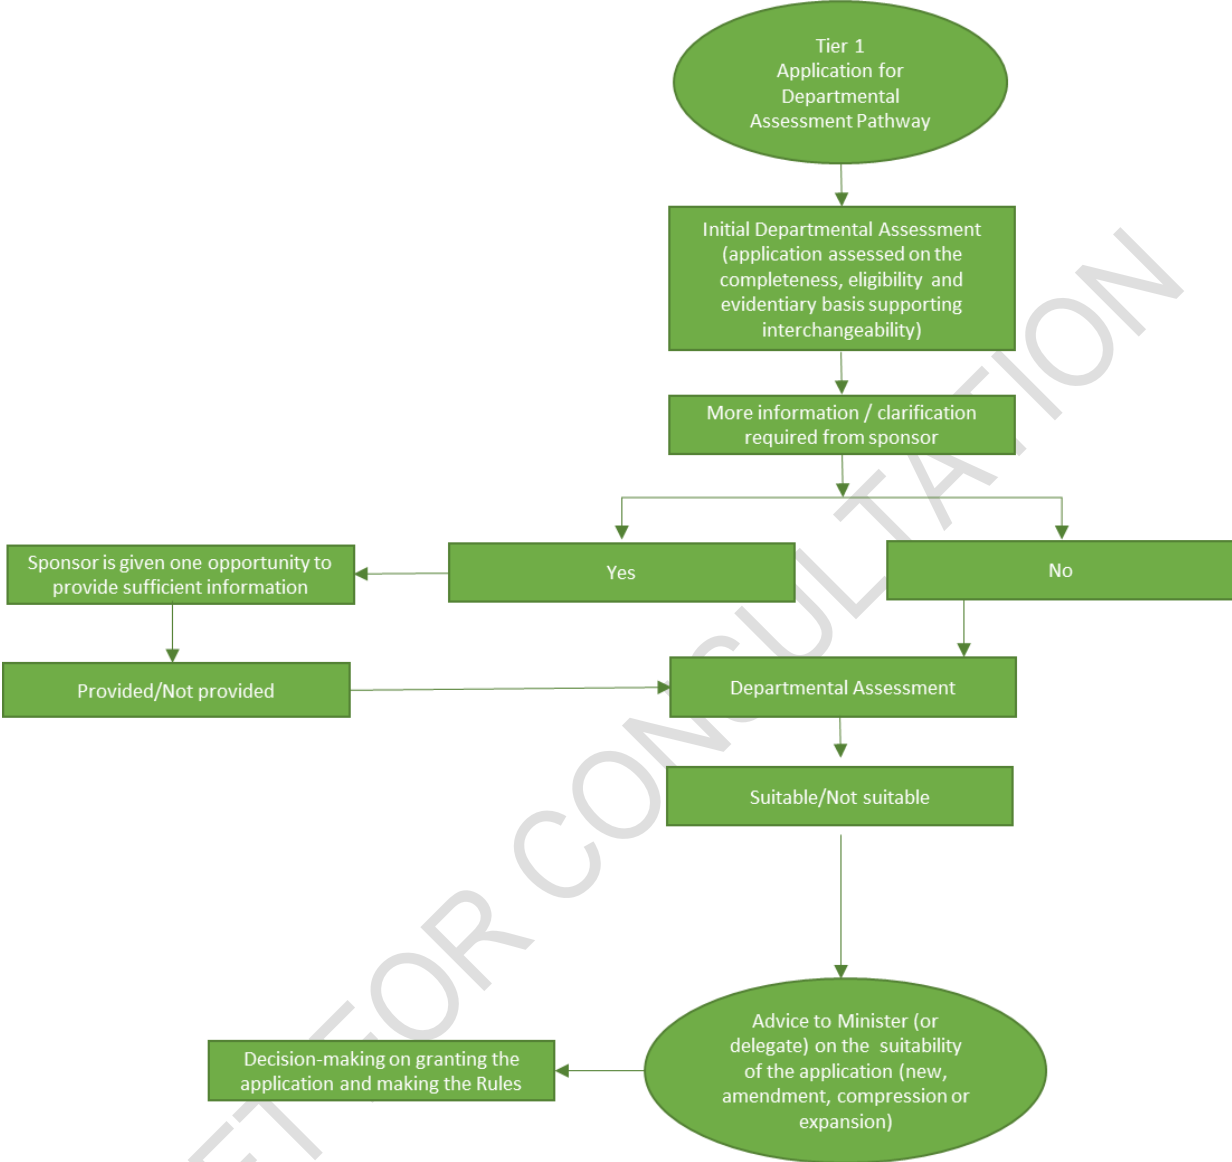 Tier 1
Application for
Departmental
Assessment Pathway
Initial Departmental Assessment
(application assessed on the
completeness, eligibility and
evidentiary basis supporting
interchangeability)
More information / clarification
required from sponsor
Sponsor is given one opportunity to
provide sufficient information
Yes
No
Provided/Not provided
Departmental Assessment
Suitable/Not suitable
Advice to Minister (or
delegate) on the suitability
of the application (new,
amendment, compression or
expansion)
Decision-making on granting the
application and making the Rules
FOR CONSULTATION